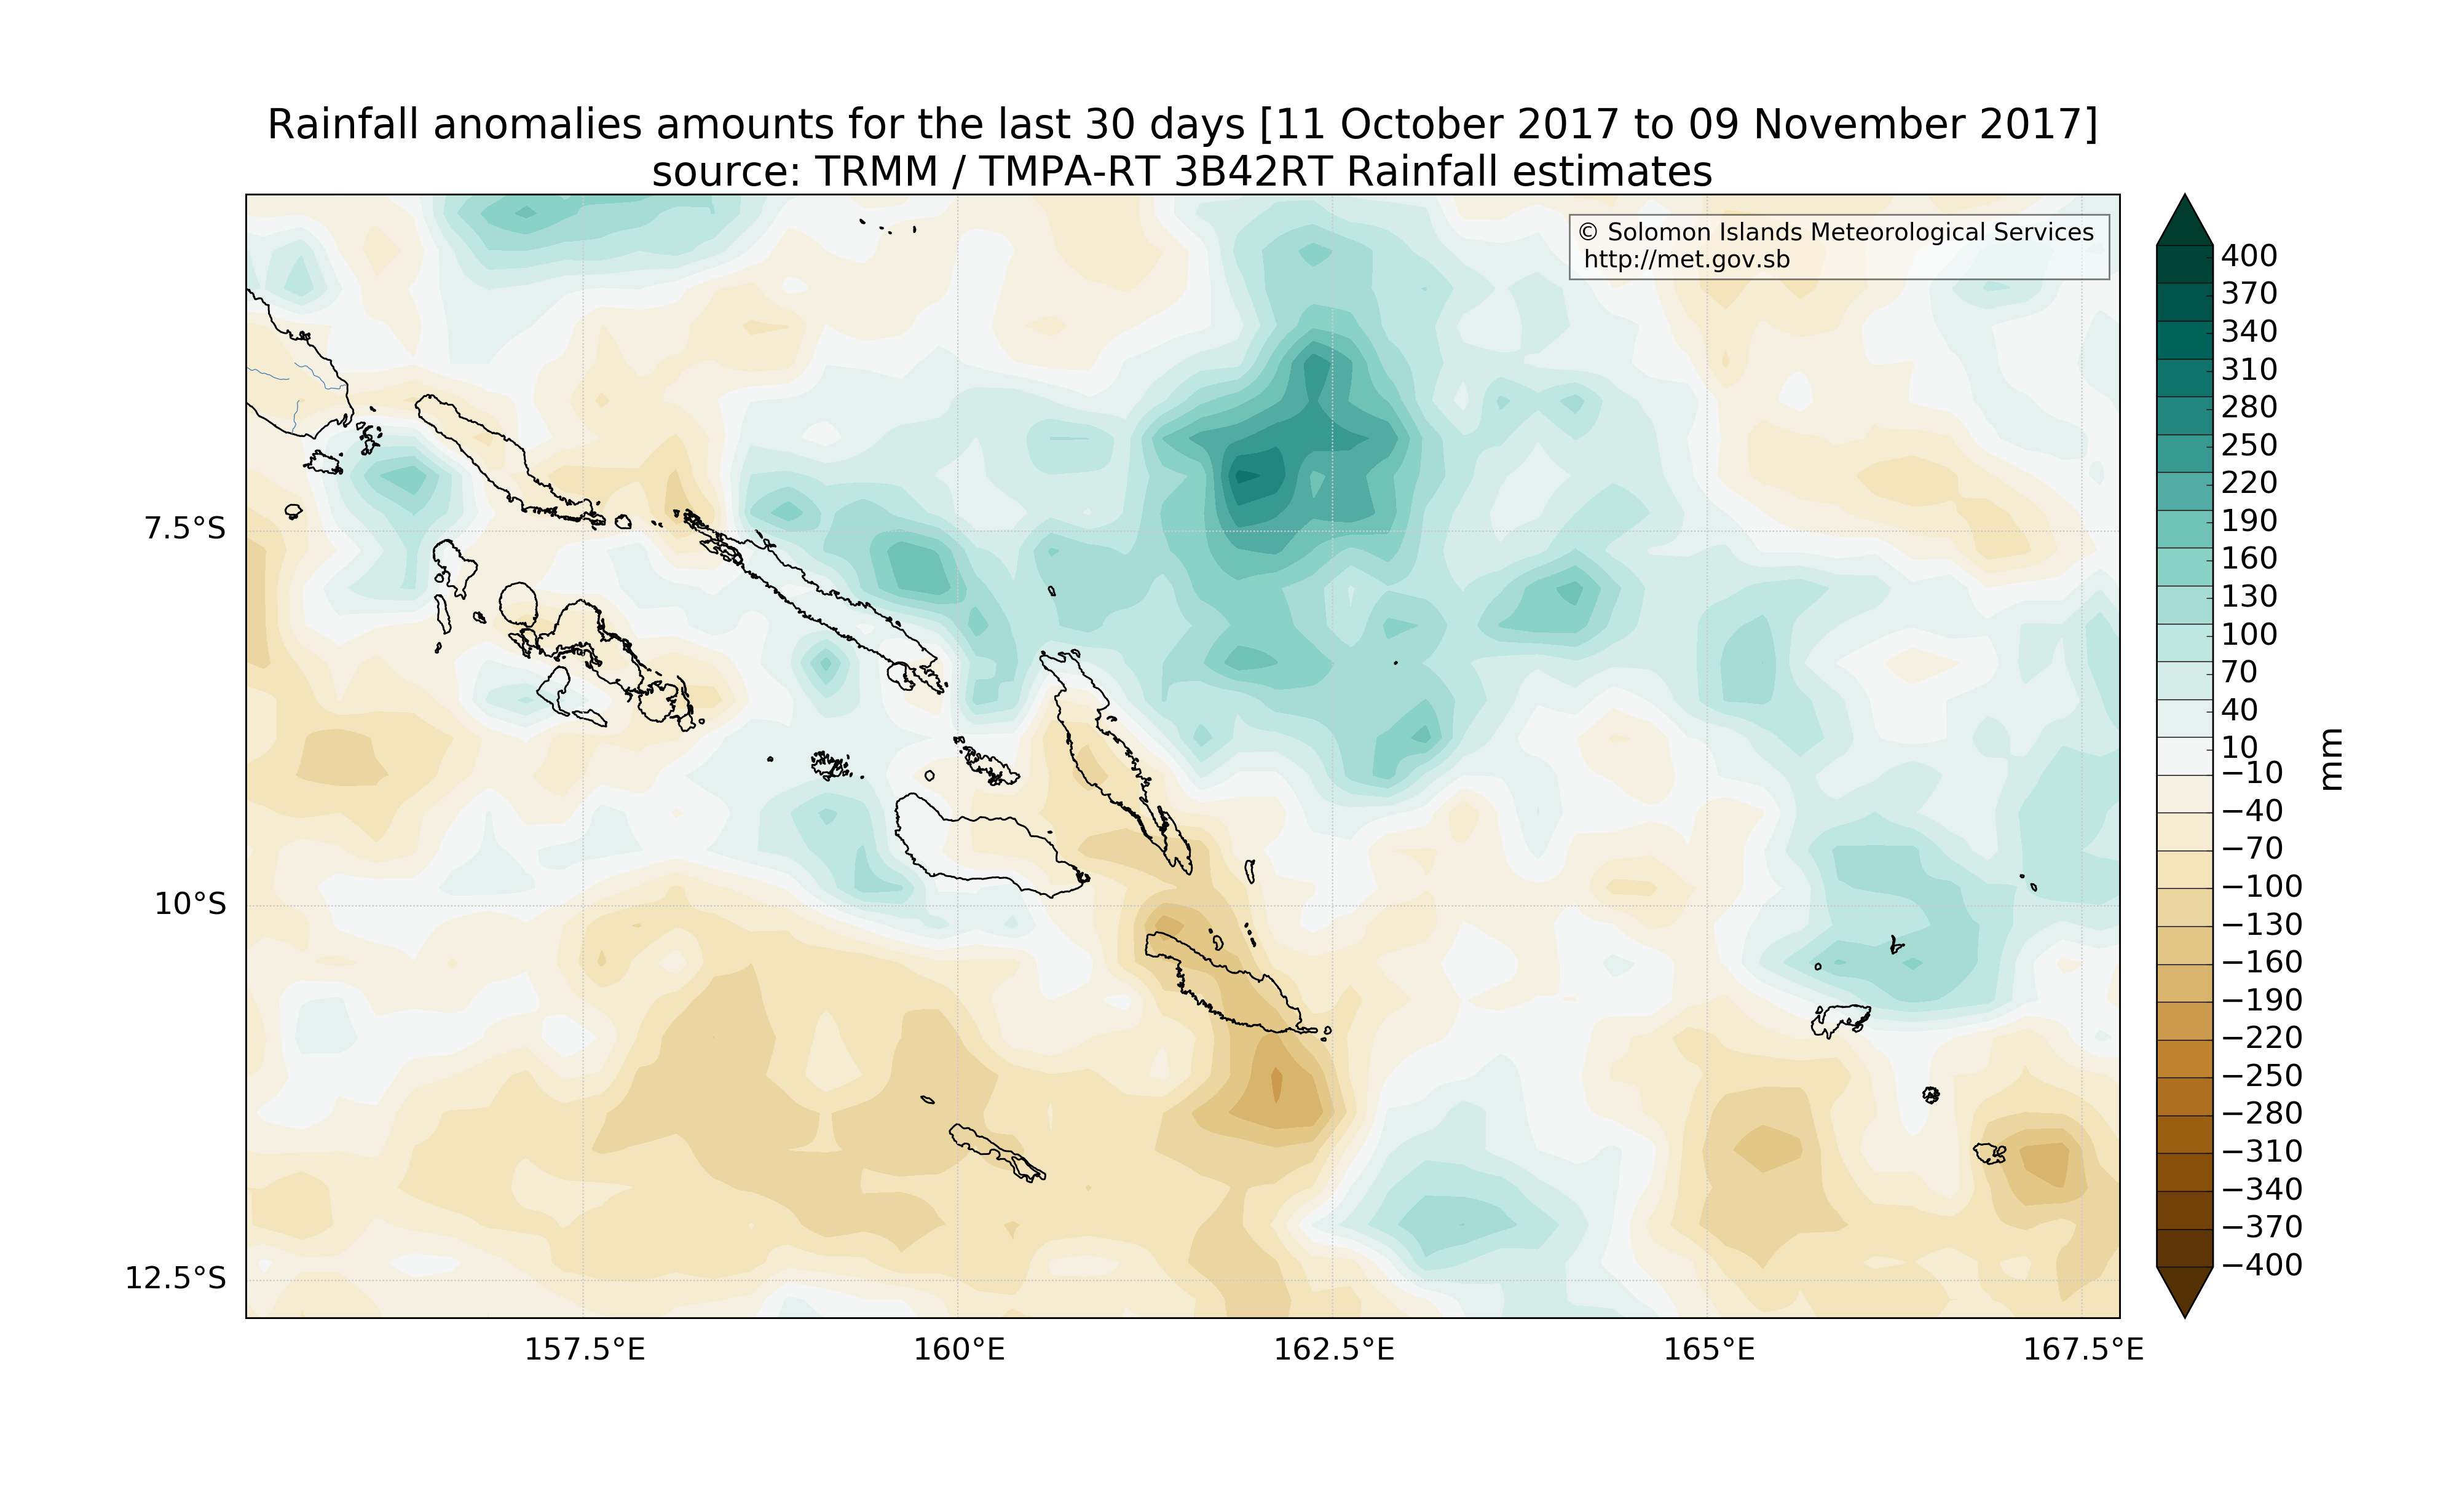 Rainfall anomalies amounts for the last 30 days [11 October 2017 to 09 November 2017]
source: TRMM / TMPA-RT 3B42RT Rainfall estimates
© Solomon Islands Meteorological Services
http://met.gov.sb
7.5°S
10°S
12.5°S
157.5°E
160°E
162.5°E
165°E
167.5°E
400
370
340
310
280
250
220
190
160
130
100
70
40
10
−10
−40
−70
−100
−130
−160
−190
−220
−250
−280
−310
−340
−370
−400
mm